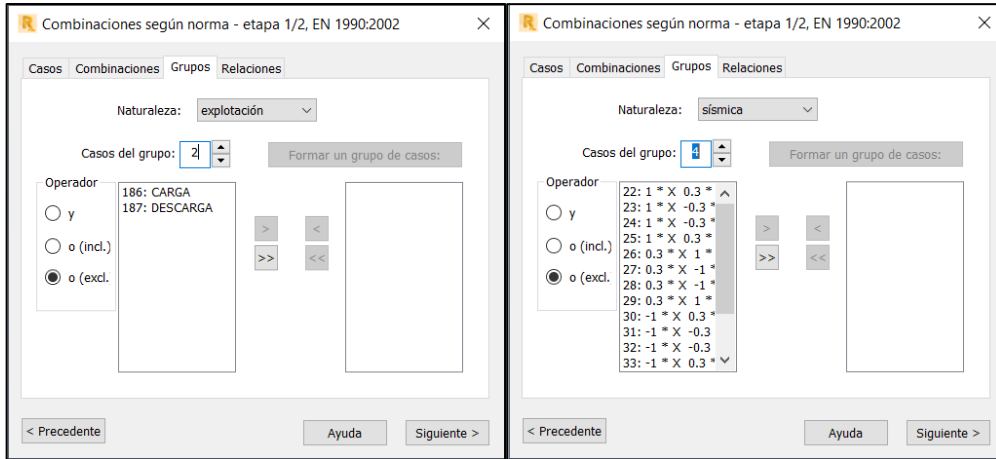 Combinaciones según norma - etapa 1/2, EN 1990:2002
Casos Combinaciones Grupos Relaciones
Naturaleza: explotación
Casos del grupo: 2 Formar un grupo de casos:
Operador
y
o (incl.)
o (excl.
186: CARGA
187: DESCARGA
> <
>> <<
< Precedente Ayuda Siguiente >
Combinaciones según norma - etapa 1/2, EN 1990:2002
Casos Combinaciones Grupos Relaciones
Naturaleza: sísmica
Casos del grupo: 4 Formar un grupo de casos:
Operador
y
o (incl.)
o (excl.
22: 1 * X 0.3 *
23: 1 * X -0.3 *
24: 1 * X -0.3 *
25: 1 * X 0.3 *
26: 0.3 * X 1 *
27: 0.3 * X -1 *
28: 0.3 * X -1 *
29: 0.3 * X 1 *
30: -1 * X 0.3 *
31: -1 * X -0.3
32: -1 * X -0.3
33: -1 * X 0.3 *
> <
>> <<
< Precedente Ayuda Siguiente >